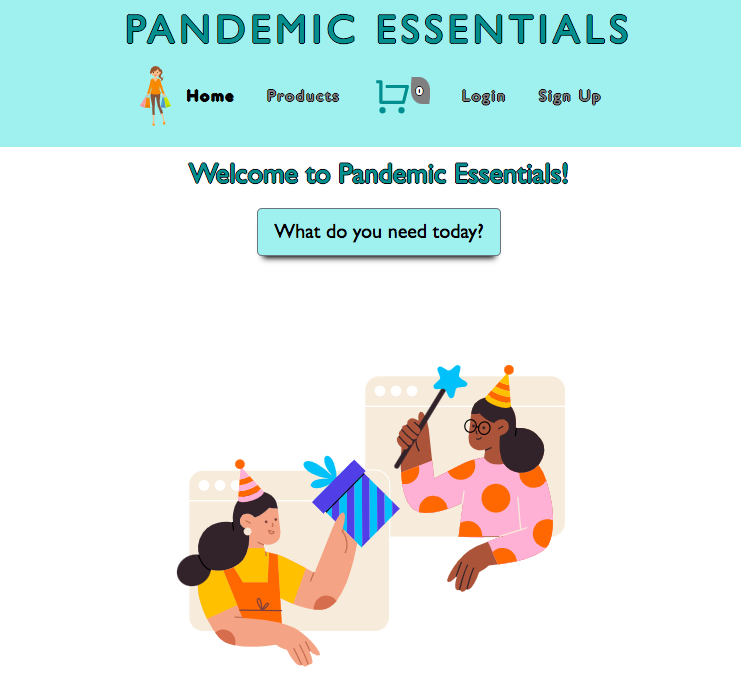 PANDEMIC ESSENTIALS
Home Products 0 Login Sign Up
Welcome to Pandemic Essentials!
What do you need today?